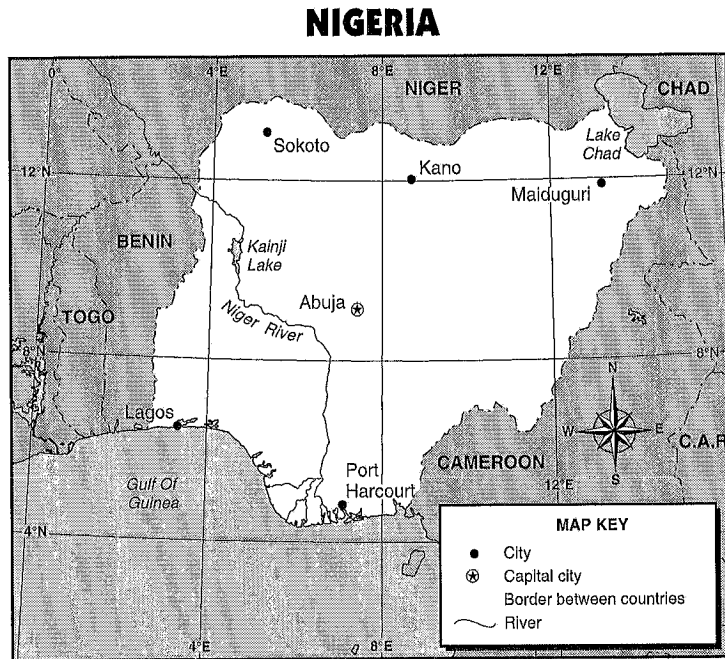 NIGERIA
0°
4°E
8°E
12°E
NIGER
CHAD
Lake
Chad
Sokoto
12°N
Kano
12°N
Maiduguri
BENIN
Kainji
Lake
Abuja
TOGO
Niger River
8°N
8°N
N
Lagos
W
E
C.A.R
S
CAMEROON
Port
Harcourt
Gulf Of
Guinea
12°E
4°N
MAP KEY
City
Capital city
Border between countries
River
4°E
8°E